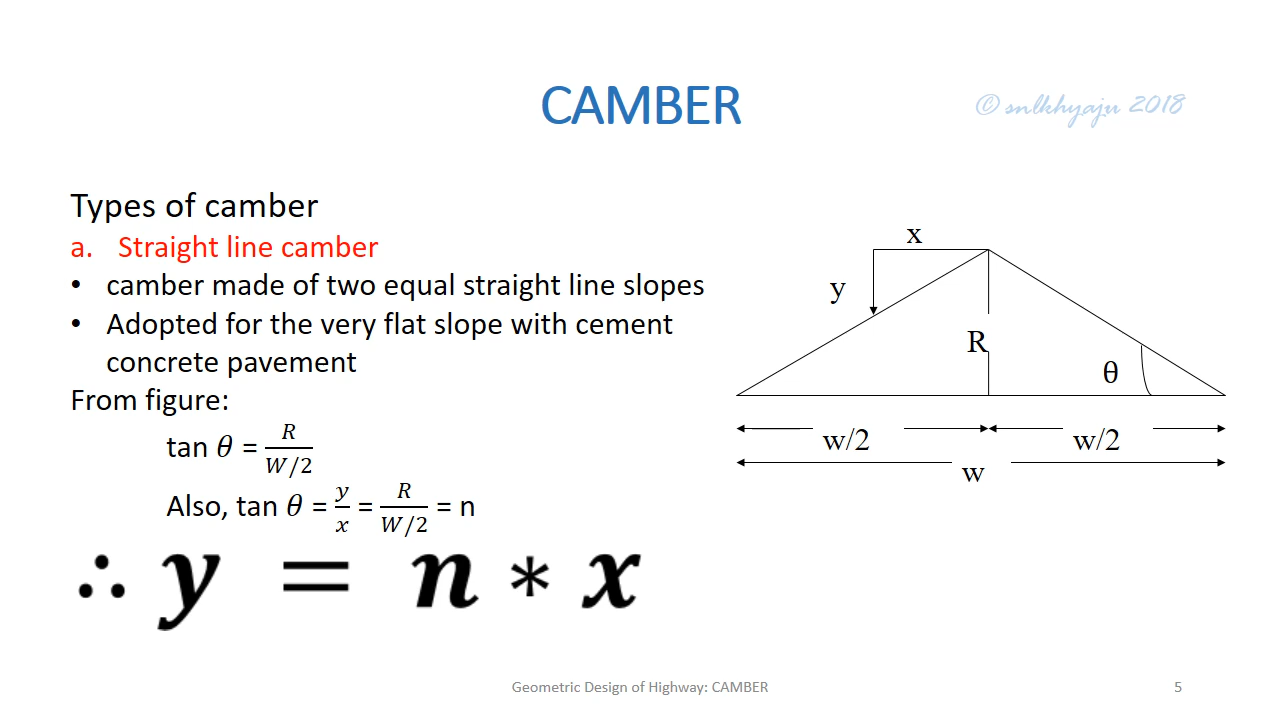 CAMBER
© snlkhyaju 2018
Types of camber
a. Straight line camber
• camber made of two equal straight line slopes
• Adopted for the very flat slope with cement
concrete pavement
From figure:
tan 𝜃 = R / W/2
Also, tan 𝜃 = y/x = R / W/2 = n
∴ y = n * x
x
y
R
θ
w/2 w/2
w
Geometric Design of Highway: CAMBER 5